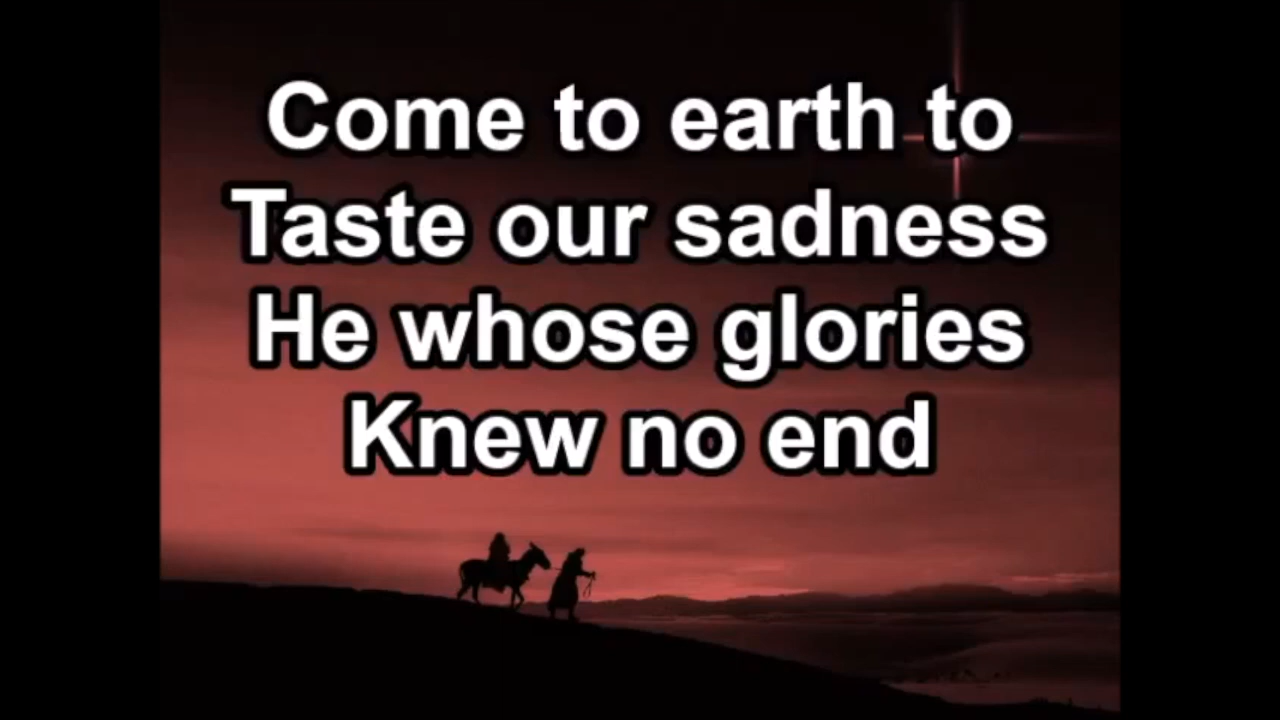 Come to earth to
Taste our sadness
He whose glories
Knew no end